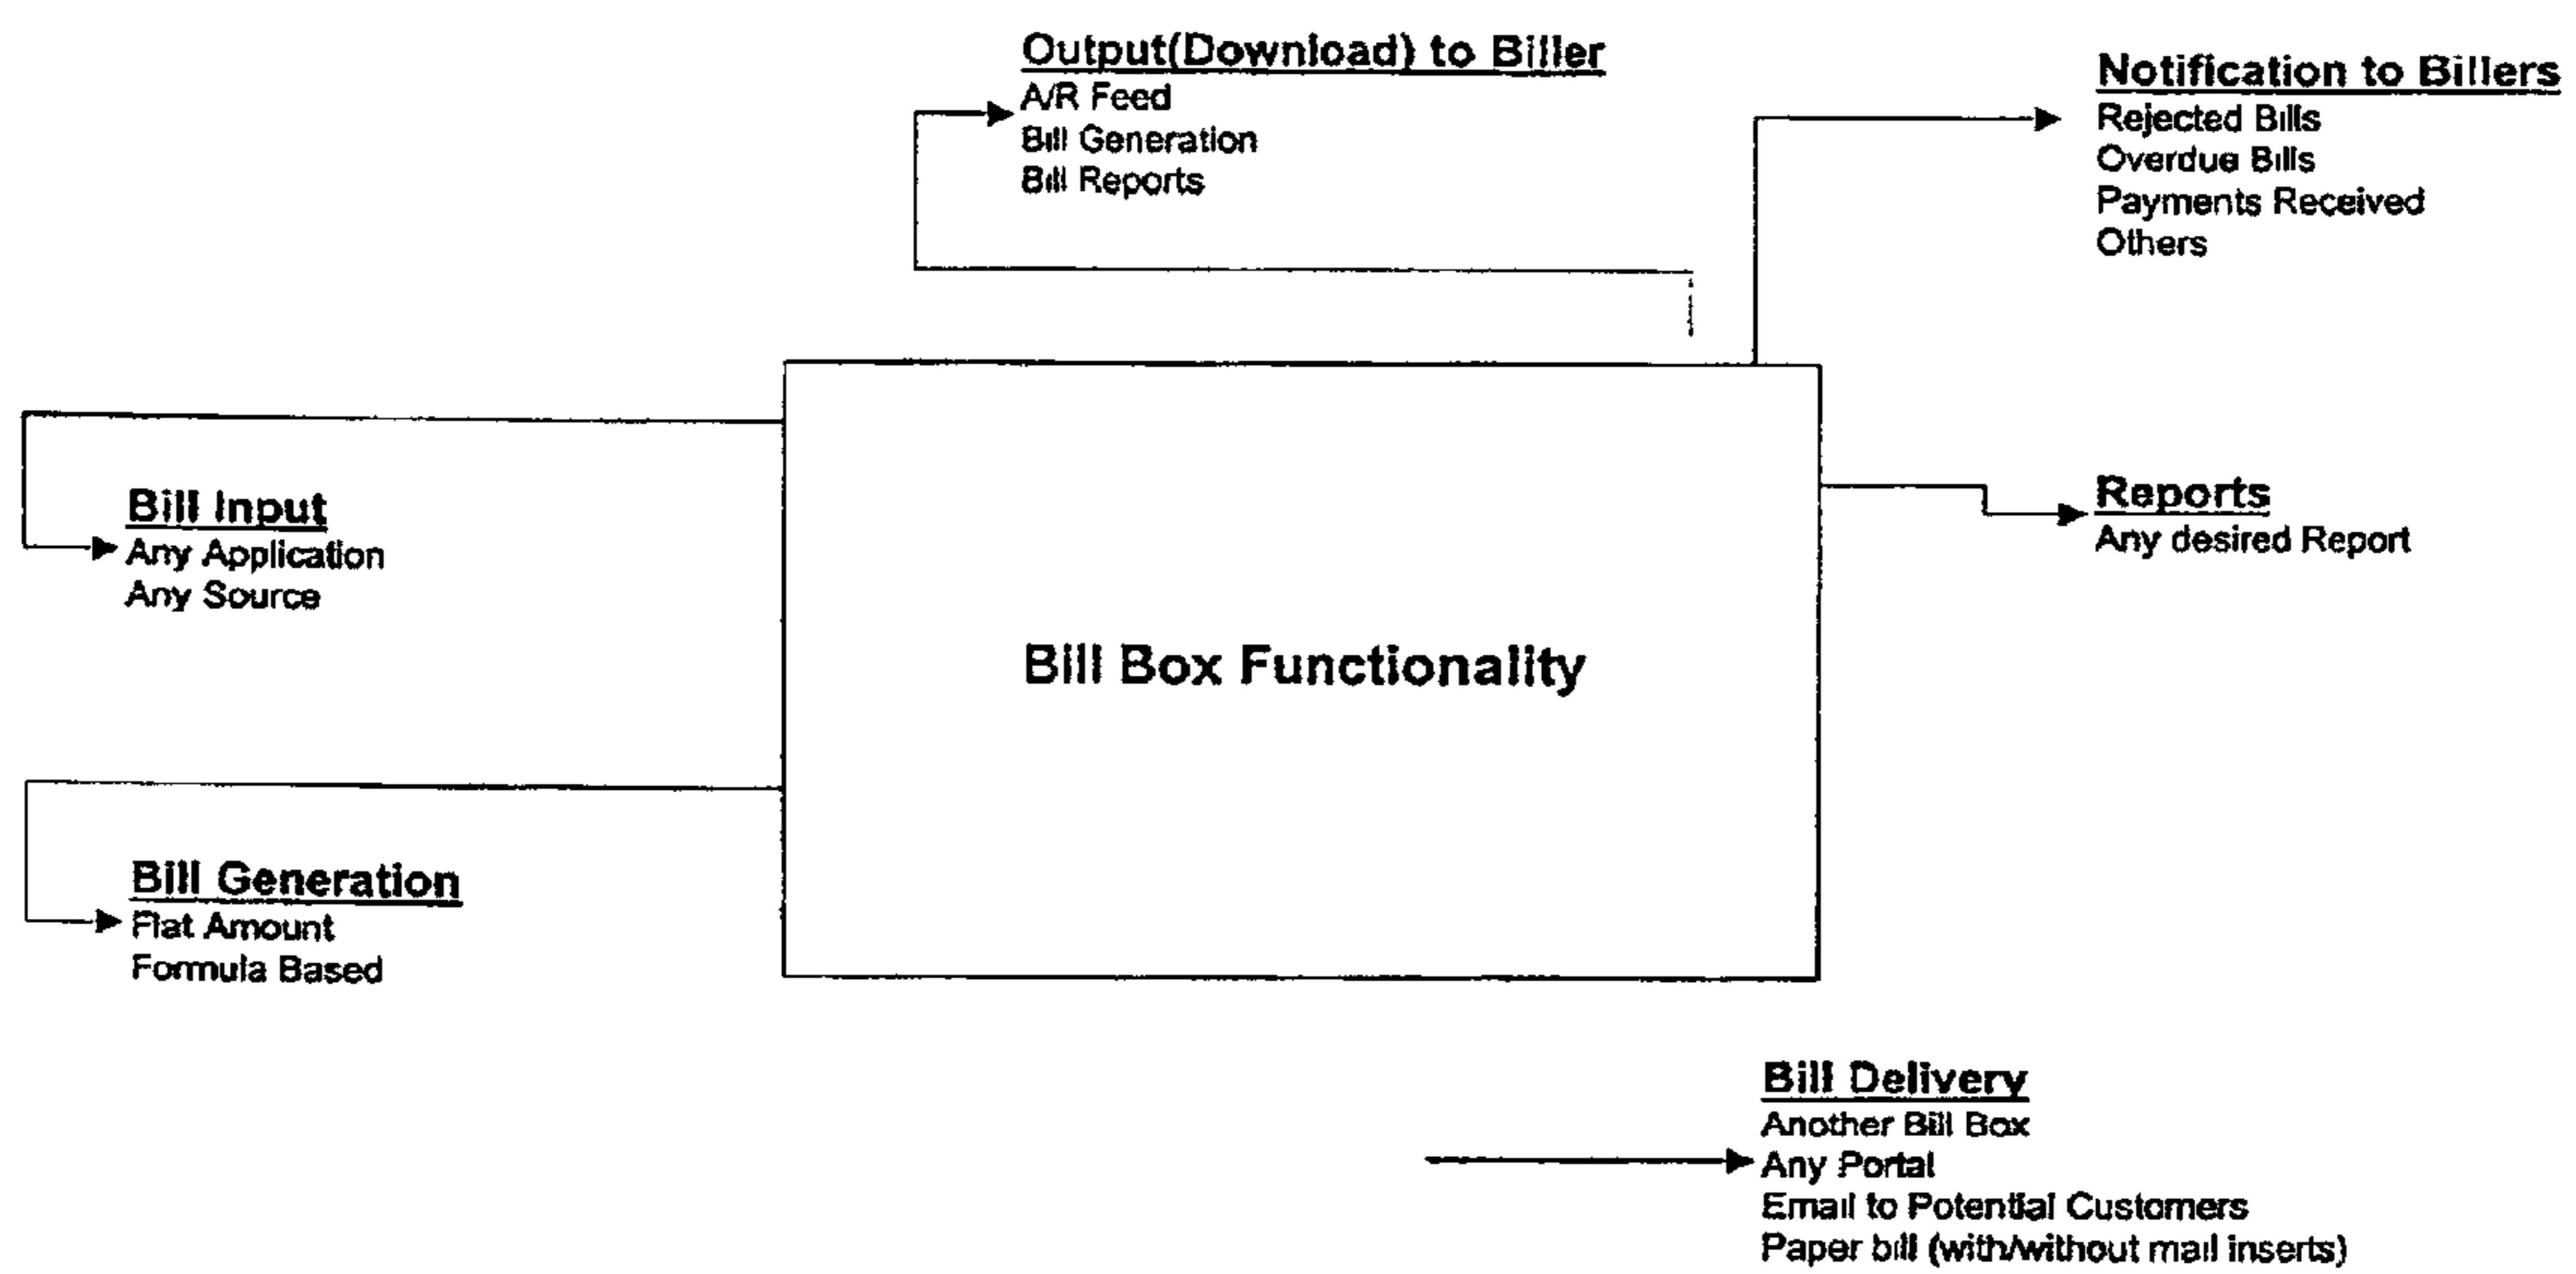 Output(Download) to Biller
A/R Feed
Bill Generation
Bill Reports
Notification to Billers
Rejected Bills
Overdue Bills
Payments Received
Others
Bill Input
Any Application
Any Source
Reports
Any desired Report
Bill Box Functionality
Bill Generation
Flat Amount
Formula Based
Bill Delivery
Another Bill Box
Any Portal
Email to Potential Customers
Paper bill (with/without mail inserts)